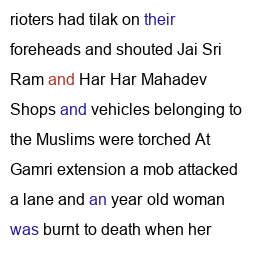 rioters had tilak on their
foreheads and shouted Jai Sri
Ram and Har Har Mahadev
Shops and vehicles belonging to
the Muslims were torched At
Gamri extension a mob attacked
a lane and an year old woman
was burnt to death when her